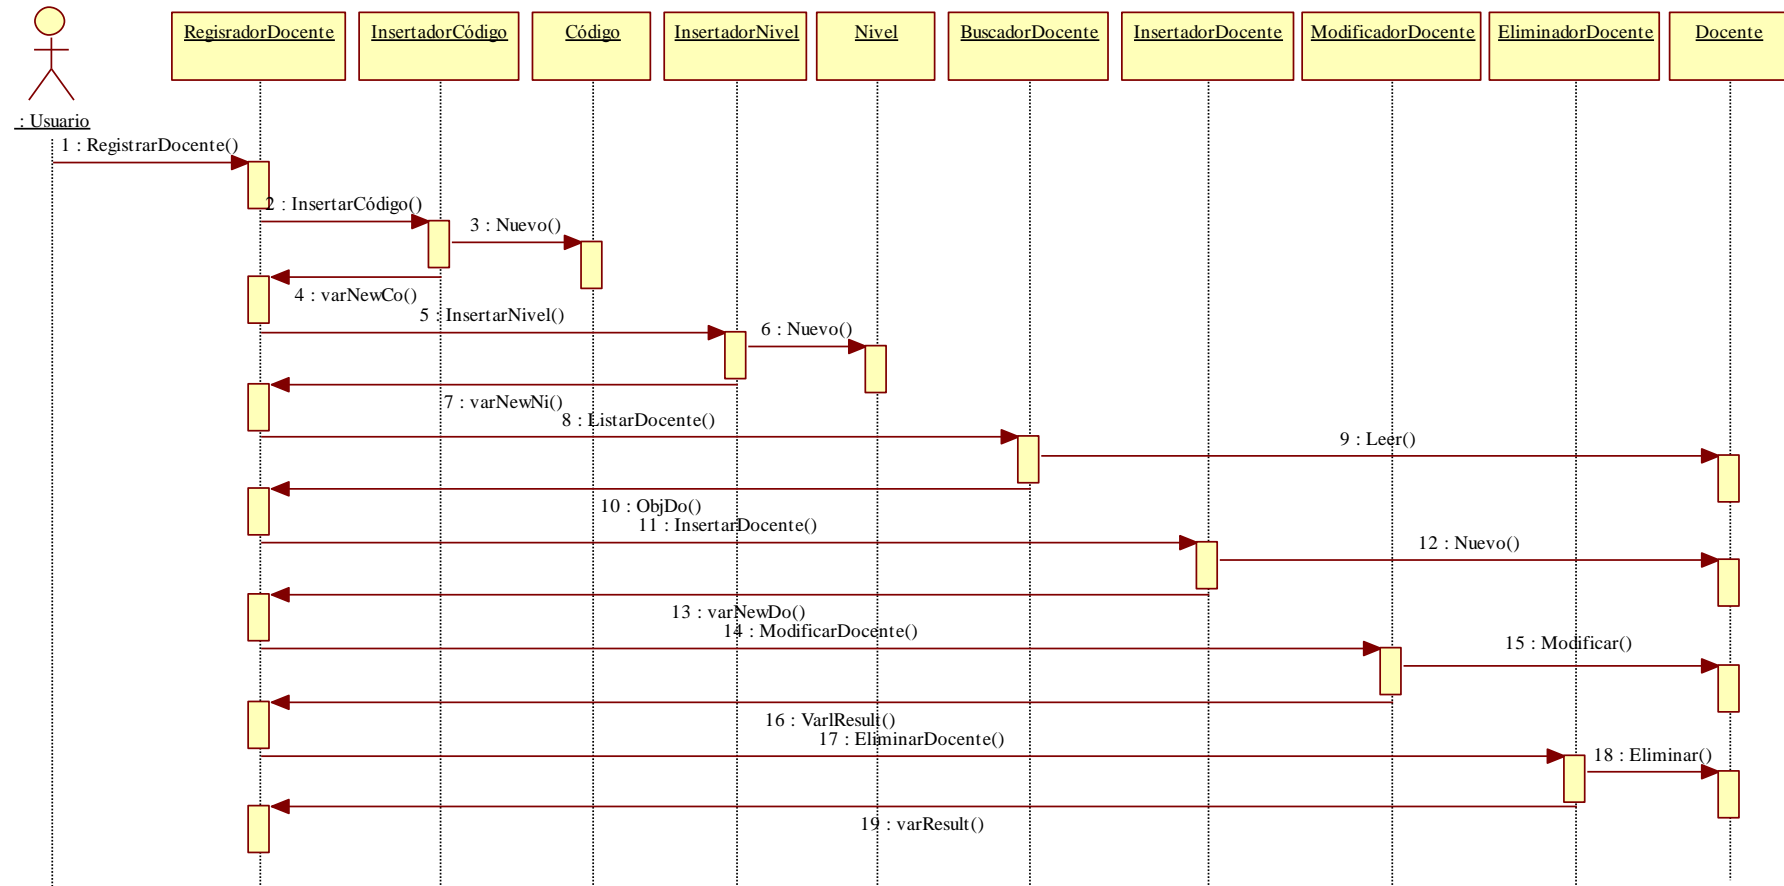 RegisradorDocente
InsertadorCódigo
Código
InsertadorNivel
Nivel
BuscadorDocente
InsertadorDocente
ModificadorDocente
EliminadorDocente
Docente
: Usuario
1 : RegistrarDocente()
2 : InsertarCódigo()
3 : Nuevo()
4 : varNewCo()
5 : InsertarNivel()
6 : Nuevo()
7 : varNewNi()
8 : ListarDocente()
9 : Leer()
10 : ObjDo()
11 : InsertarDocente()
12 : Nuevo()
13 : varNewDo()
14 : ModificarDocente()
15 : Modificar()
16 : VarlResult()
17 : EliminarDocente()
18 : Eliminar()
19 : varResult()